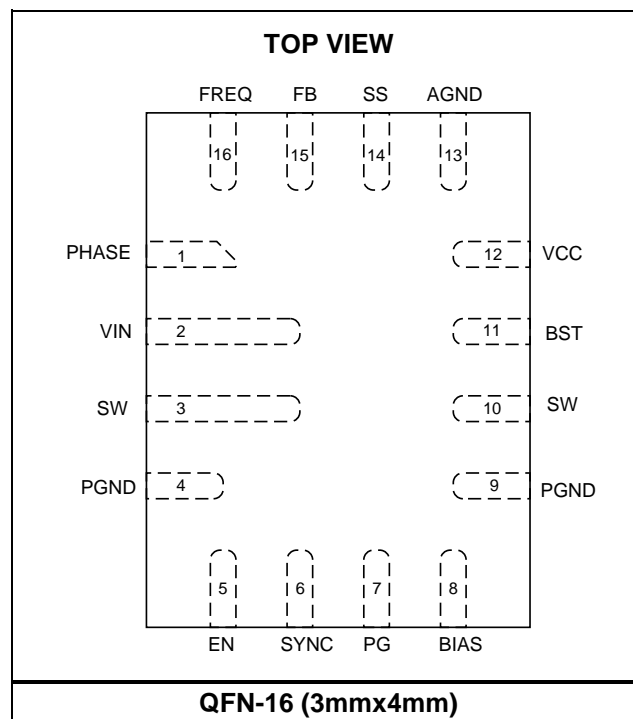 TOP VIEW
FREQ FB SS AGND
16 15 14 13
PHASE 1 12 VCC
VIN 2 11 BST
SW 3 10 SW
PGND 4 9 PGND
5 6 7 8
EN SYNC PG BIAS
QFN-16 (3mmx4mm)